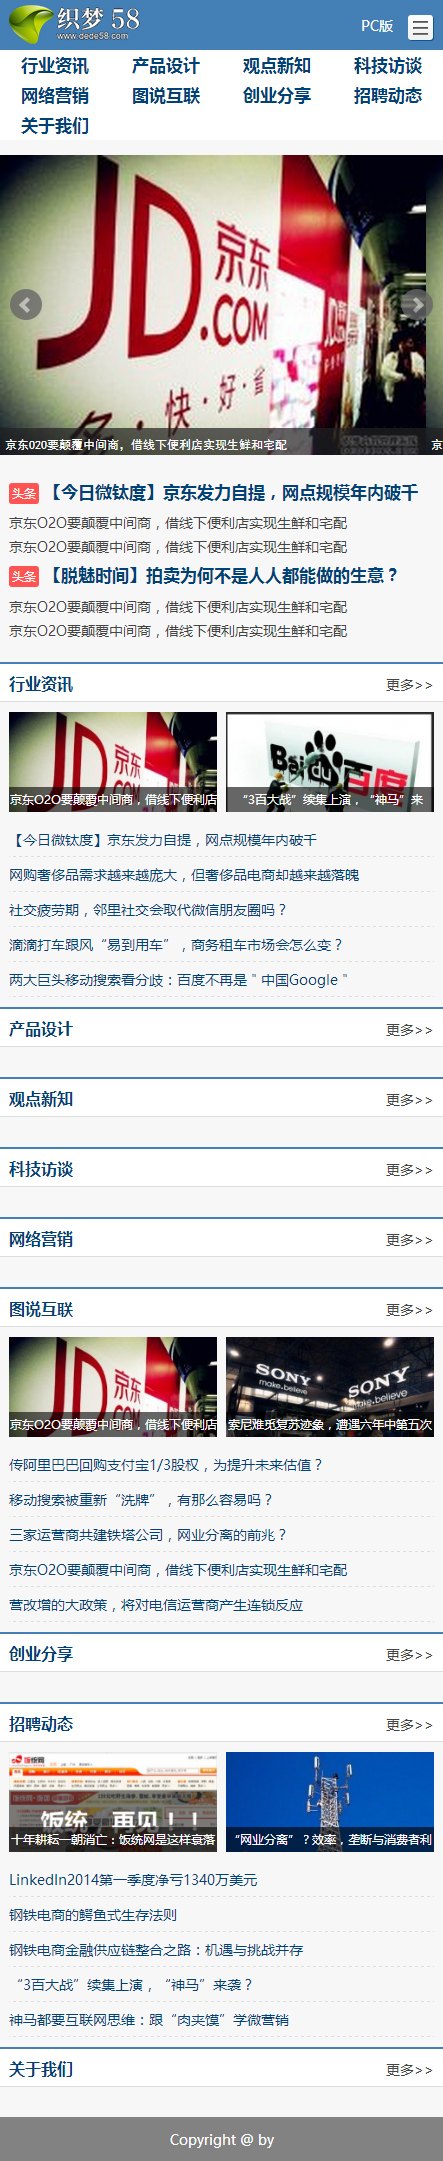 织梦 58
www.dede58.com
PC版
行业资讯 产品设计 观点新知 科技访谈
网络营销 图说互联 创业分享 招聘动态
关于我们
京东
JD.COM
多·快·好·省
京东O2O要颠覆中间商，借线下便利店实现生鲜和宅配
京
头条 【今日微钛度】京东发力自提，网点规模年内破千
京东O2O要颠覆中间商，借线下便利店实现生鲜和宅配
京东O2O要颠覆中间商，借线下便利店实现生鲜和宅配
头条 【脱魅时间】拍卖为何不是人人都能做的生意？
京东O2O要颠覆中间商，借线下便利店实现生鲜和宅配
京东O2O要颠覆中间商，借线下便利店实现生鲜和宅配
行业资讯 更多>>
京东
JD.COM
Baidu百度
京东O2O要颠覆中间商，借线下便利店
“3百大战”续集上演，“神马”来
【今日微钛度】京东发力自提，网点规模年内破千
网购奢侈品需求越来越庞大，但奢侈品电商却越来越落魄
社交疲劳期，邻里社交会取代微信朋友圈吗？
滴滴打车跟风“易到用车”，商务租车市场会怎么变？
两大巨头移动搜索看分歧：百度不再是＂中国Google＂
产品设计 更多>>
观点新知 更多>>
科技访谈 更多>>
网络营销 更多>>
图说互联 更多>>
京东
JD.COM
SONY
make.believe
SONY
make.believe
京东O2O要颠覆中间商，借线下便利店
索尼难觅复苏迹象，遭遇六年中第五次
传阿里巴巴回购支付宝1/3股权，为提升未来估值？
移动搜索被重新“洗牌”，有那么容易吗？
三家运营商共建铁塔公司，网业分离的前兆？
京东O2O要颠覆中间商，借线下便利店实现生鲜和宅配
营改增的大政策，将对电信运营商产生连锁反应
创业分享 更多>>
招聘动态 更多>>
饭统网
饭统 再见！！
十年耕耘一朝消亡：饭统网是这样衰落
“网业分离”？效率，垄断与消费者利
LinkedIn2014第一季度净亏1340万美元
钢铁电商的鳄鱼式生存法则
钢铁电商金融供应链整合之路：机遇与挑战并存
“3百大战”续集上演，“神马”来袭？
神马都要互联网思维：跟“肉夹馍”学微营销
关于我们 更多>>
Copyright @ by